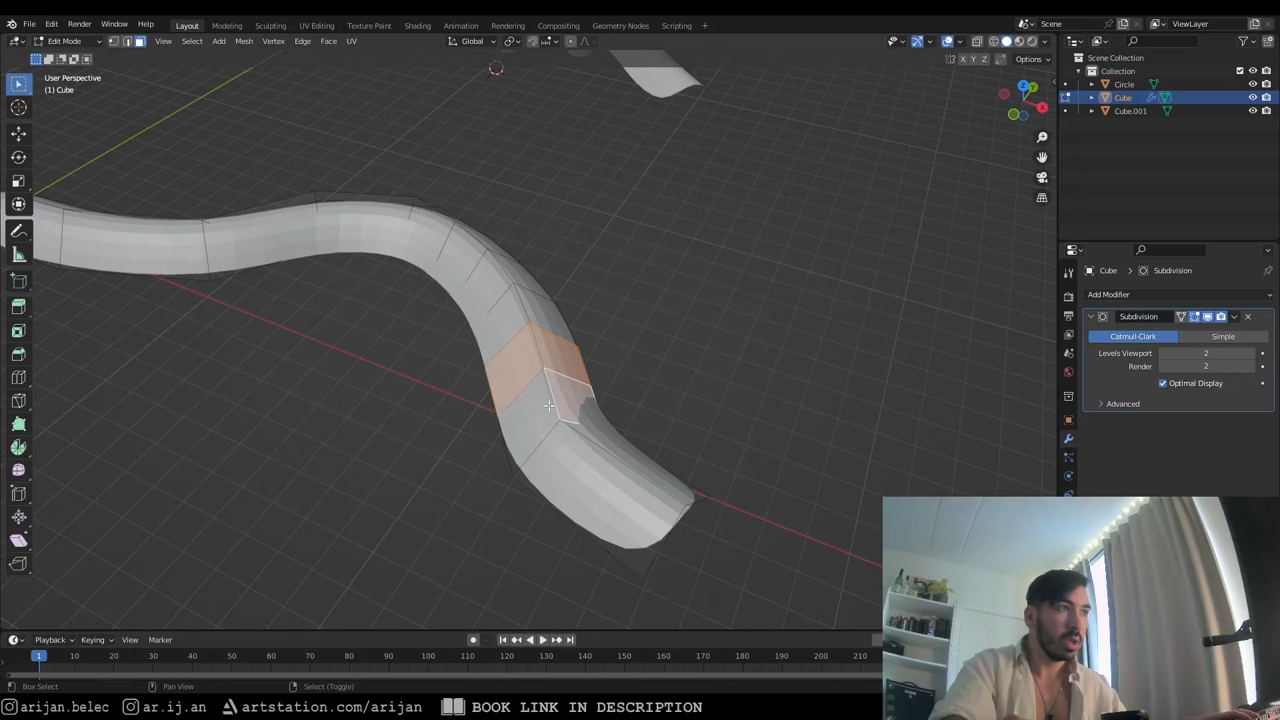 File Edit Render Window Help Layout Modeling Sculpting UV Editing Texture Paint Shading Animation Rendering Compositing Geometry Nodes Scripting + Scene ViewLayer
Edit Mode View Select Add Mesh Vertex Edge Face UV Global
X Y Z Options
User Perspective
(1) Cube
Scene Collection
Collection
Circle
Cube
Cube.001
Cube Subdivision
Add Modifier
Subdivision
Catmull-Clark Simple
Levels Viewport 2
Render 2
Optimal Display
Advanced
Playback Keying View Marker
1 10 20 30 40 50 60 70 80 90 100 110 120 130 140 150 160 170 180 190 200 210
Box Select Pan View Select (Toggle)
arijan.belec ar.ij.an artstation.com/arijan BOOK LINK IN DESCRIPTION